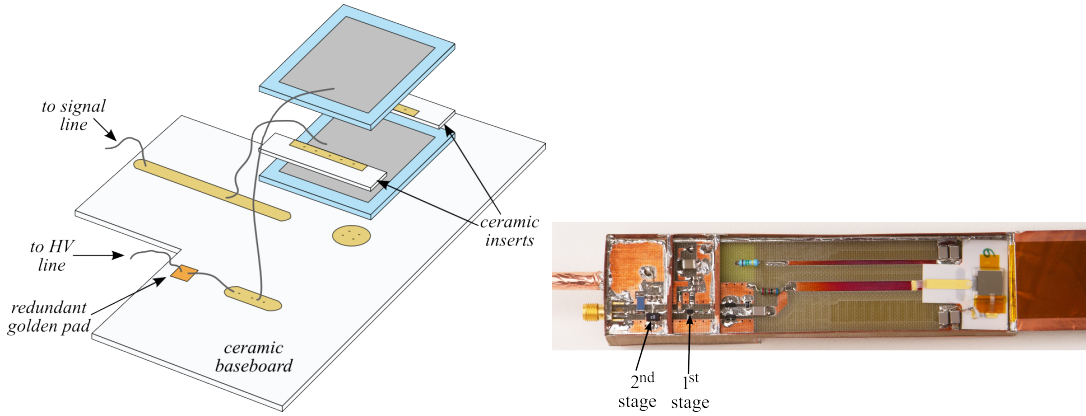 to signal
line
to HV
line
redundant
golden pad
ceramic
inserts
ceramic
baseboard
2nd
stage
1st
stage